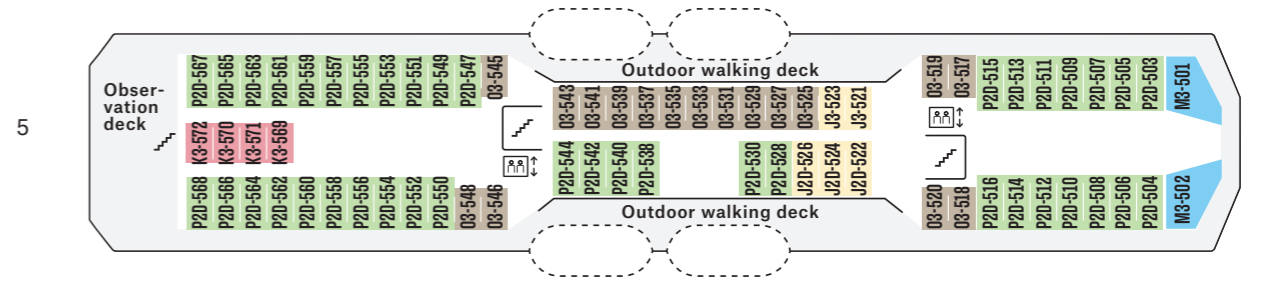 5
Obser-
vation
deck
P2D-567
P2D-565
P2D-563
P2D-561
P2D-559
P2D-557
P2D-555
P2D-553
P2D-551
P2D-549
P2D-547
O3-545
K3-572
K3-570
K3-571
K3-569
P2D-568
P2D-566
P2D-564
P2D-562
P2D-560
P2D-558
P2D-556
P2D-554
P2D-552
P2D-550
O3-548
O3-546
Outdoor walking deck
O3-543
O3-541
O3-539
O3-537
O3-535
O3-533
O3-531
O3-529
O3-527
O3-525
J3-523
J3-521
P2D-544
P2D-542
P2D-540
P2D-538
P2D-530
P2D-528
J2D-526
J2D-524
J2D-522
Outdoor walking deck
O3-519
O3-517
P2D-515
P2D-513
P2D-511
P2D-509
P2D-507
P2D-505
P2D-503
M3-501
O3-520
O3-518
P2D-516
P2D-514
P2D-512
P2D-510
P2D-508
P2D-506
P2D-504
M3-502